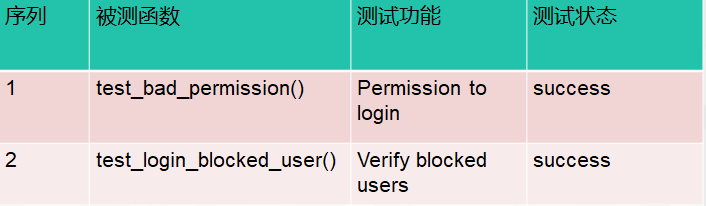 序列 被测函数 测试功能 测试状态
1 test_bad_permission() Permission to success
login
2 test_login_blocked_user() Verify blocked success
users